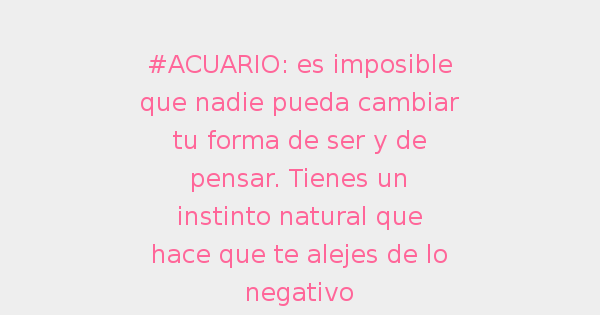 #ACUARIO: es imposible
que nadie pueda cambiar
tu forma de ser y de
pensar. Tienes un
instinto natural que
hace que te alejes de lo
negativo